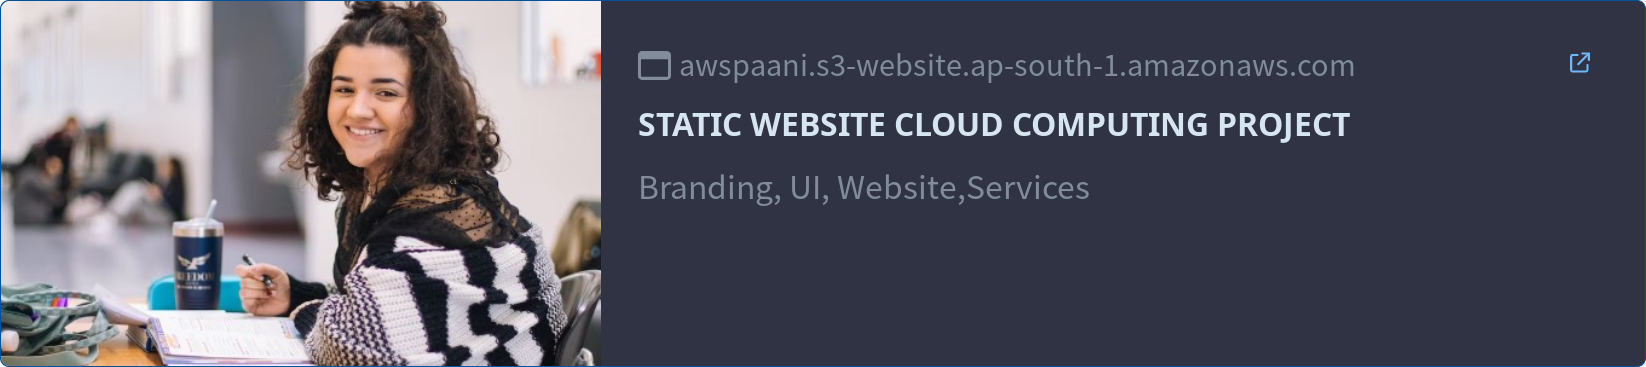 awspaani.s3-website.ap-south-1.amazonaws.com
STATIC WEBSITE CLOUD COMPUTING PROJECT
Branding, UI, Website,Services